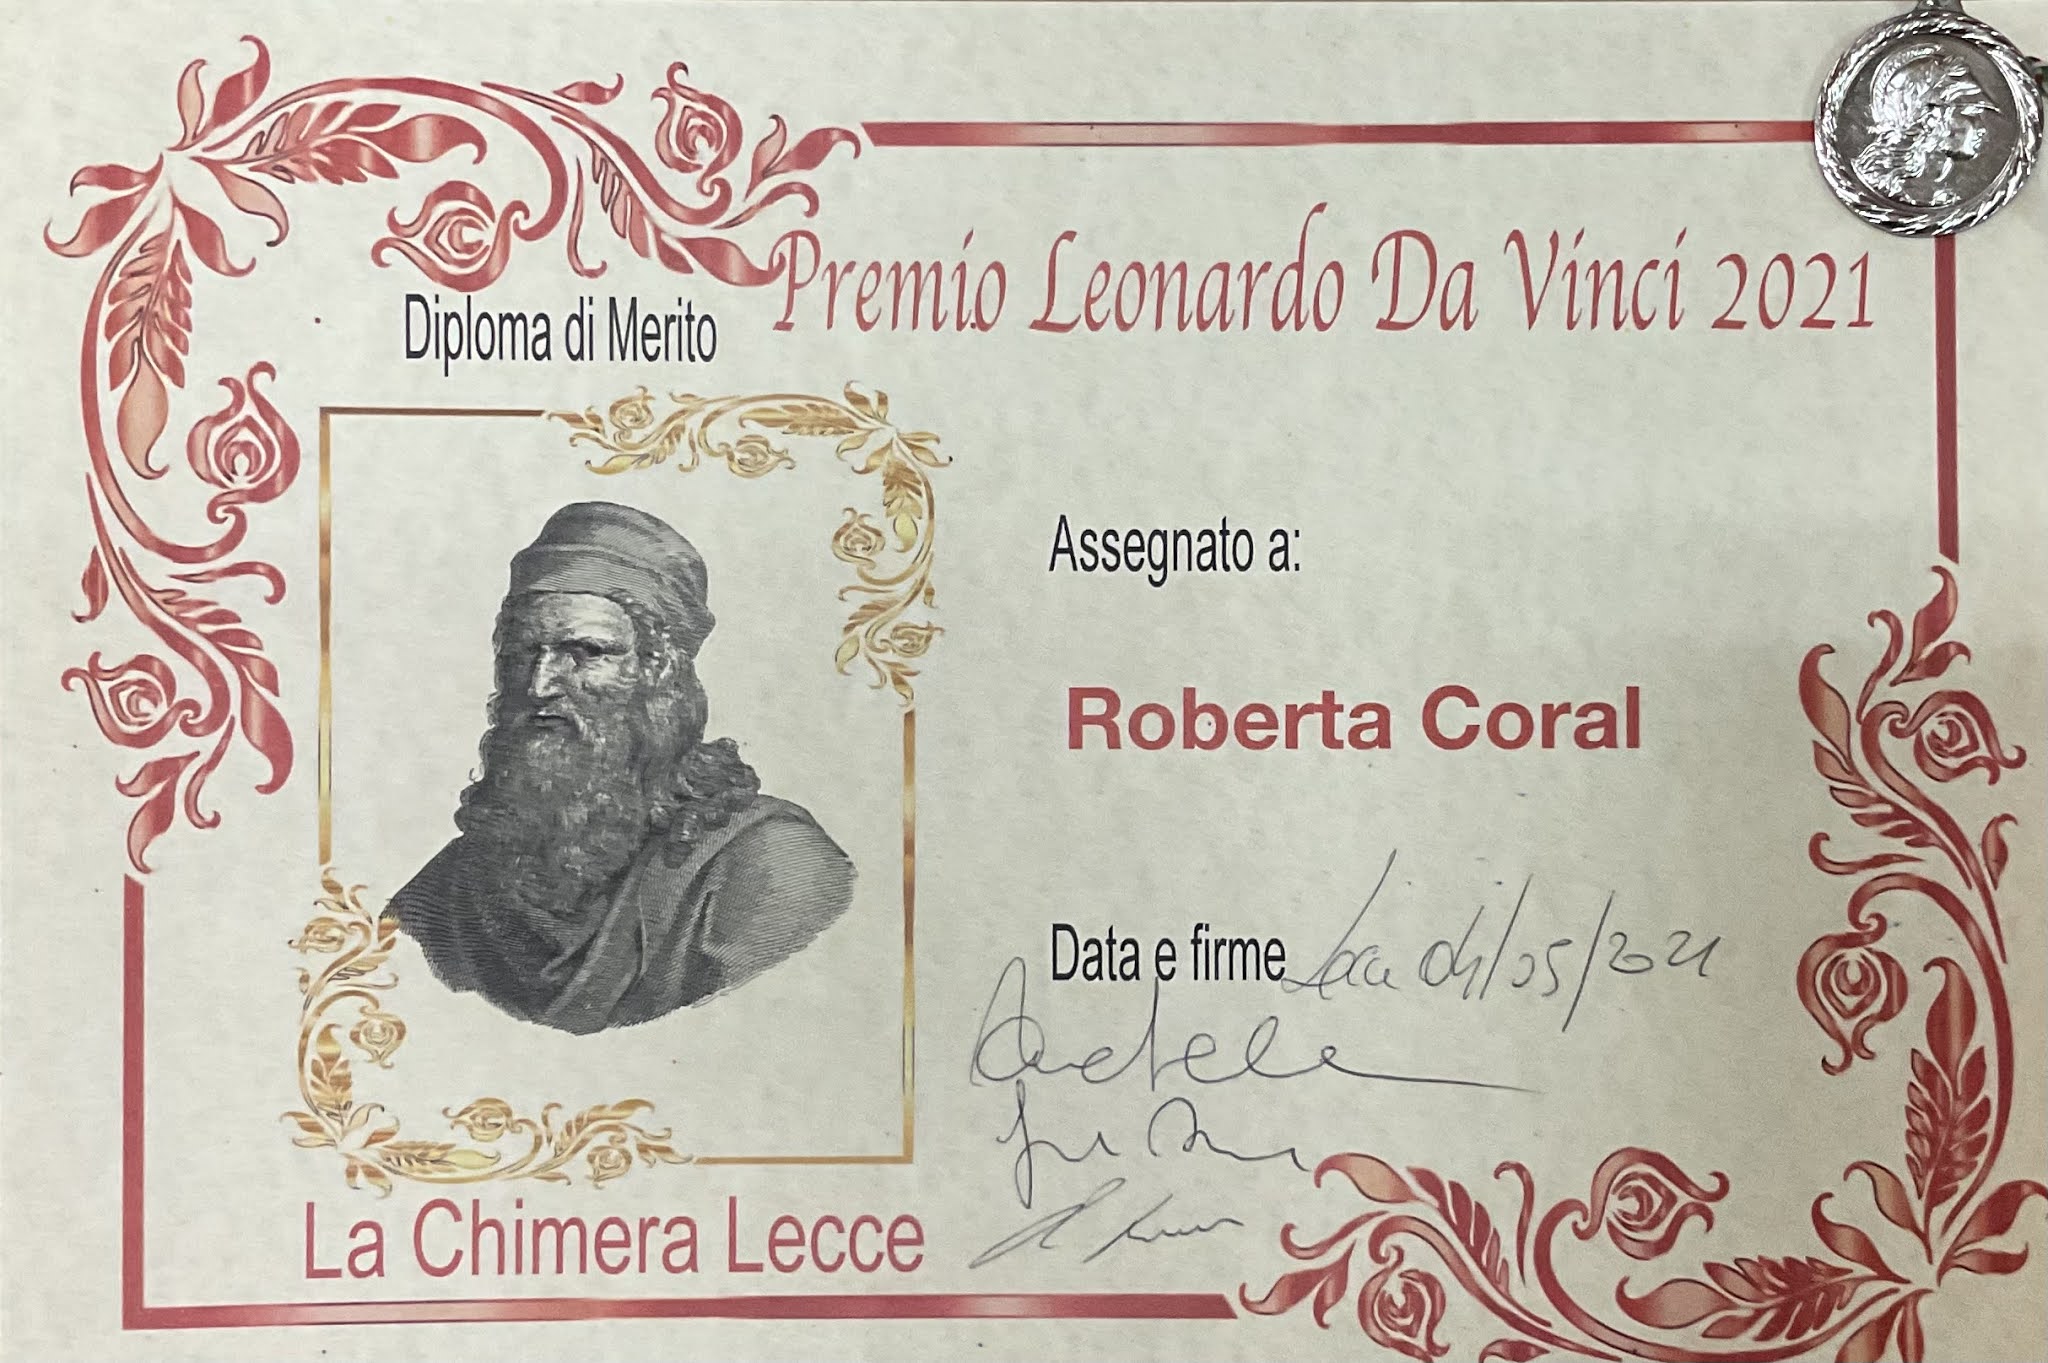 Premio Leonardo Da Vinci 2021
Diploma di Merito
Assegnato a:
Roberta Coral
Data e firme Lecce 04/05/2021
La Chimera Lecce